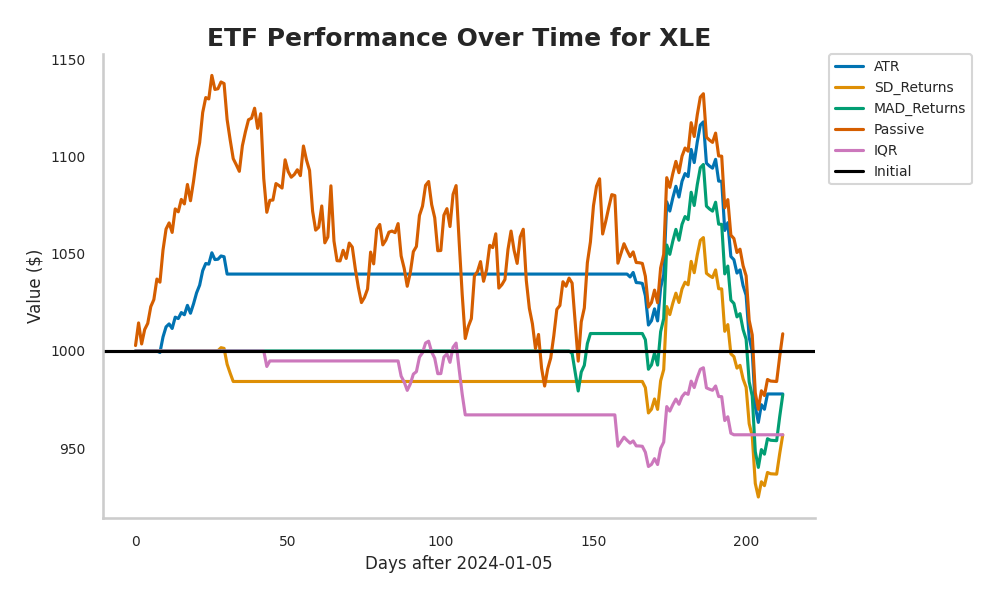 ETF Performance Over Time for XLE
Value ($)
1150
1100
1050
1000
950
0 50 100 150 200
Days after 2024-01-05
ATR
SD_Returns
MAD_Returns
Passive
IQR
Initial